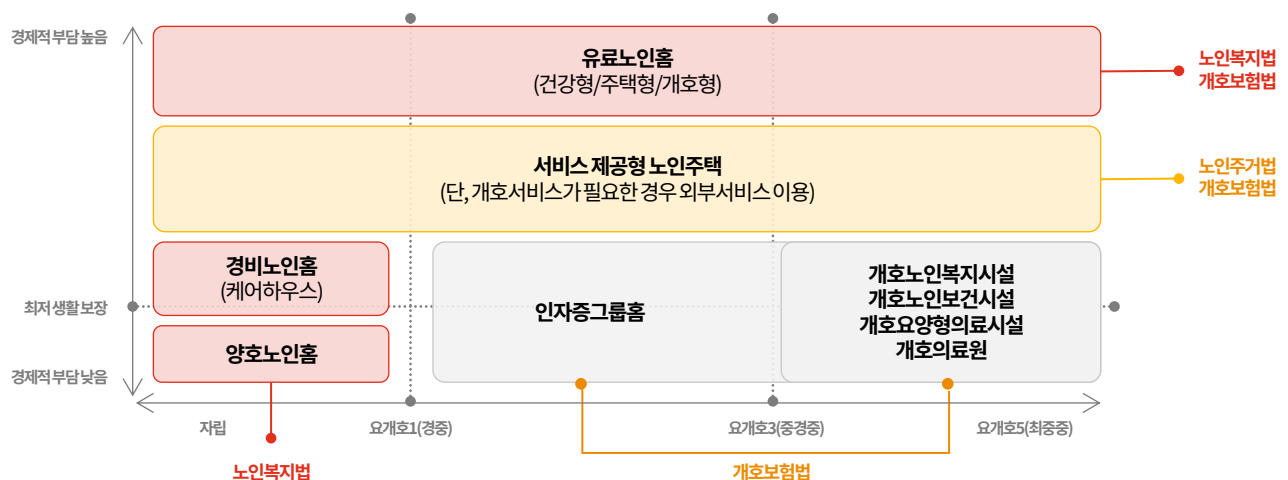 경제적 부담 높음
유료노인홈
(건강형/주택형/개호형)
노인복지법
개호보험법
서비스 제공형 노인주택
(단, 개호서비스가 필요한 경우 외부서비스 이용)
노인주거법
개호보험법
경비노인홈
(케어하우스)
인자증그룹홈
개호노인복지시설
개호노인보건시설
개호요양형의료시설
개호의료원
최저 생활 보장
양호노인홈
경제적 부담 낮음
자립
요개호1(경중)
요개호3(중경중)
요개호5(최중중)
노인복지법
개호보험법